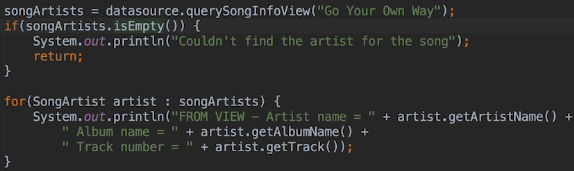 songArtists = datasource.querySongInfoView("Go Your Own Way");
if(songArtists.isEmpty()) {
    System.out.println("Couldn't find the artist for the song");
    return;
}

for(SongArtist artist : songArtists) {
    System.out.println("FROM VIEW - Artist name = " + artist.getArtistName() +
        " Album name = " + artist.getAlbumName() +
        " Track number = " + artist.getTrack());
}